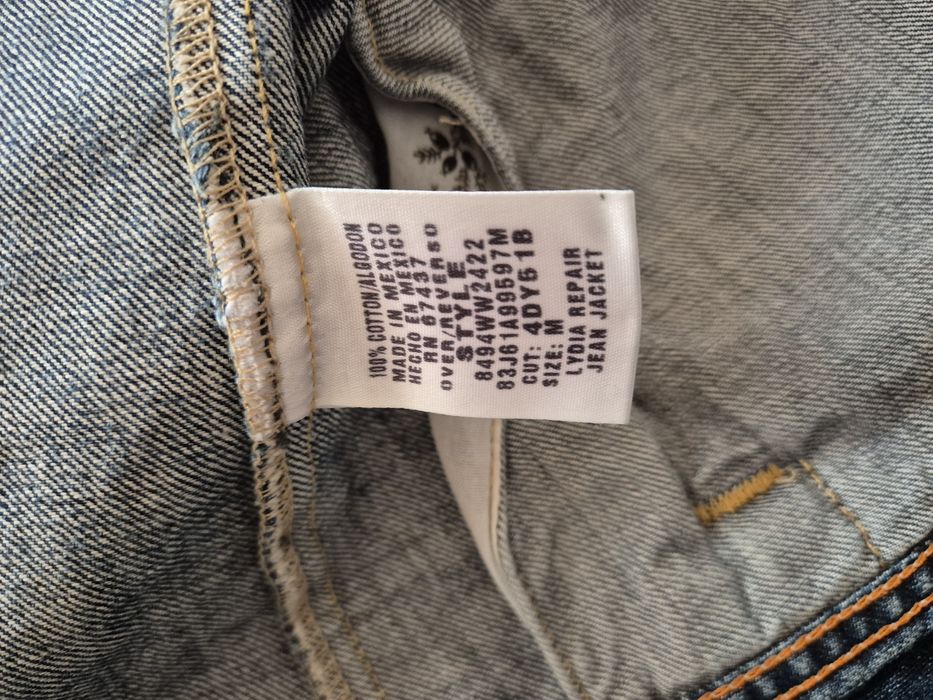 100% COTTON/ALGODON
MADE IN MEXICO
HECHO EN MEXICO
RN 67437
OVER/REVERSO
STYLE
8494WW2422
83J61A99597M
CUT: 4DY51B
SIZE: M
LYDIA REPAIR
JEAN JACKET